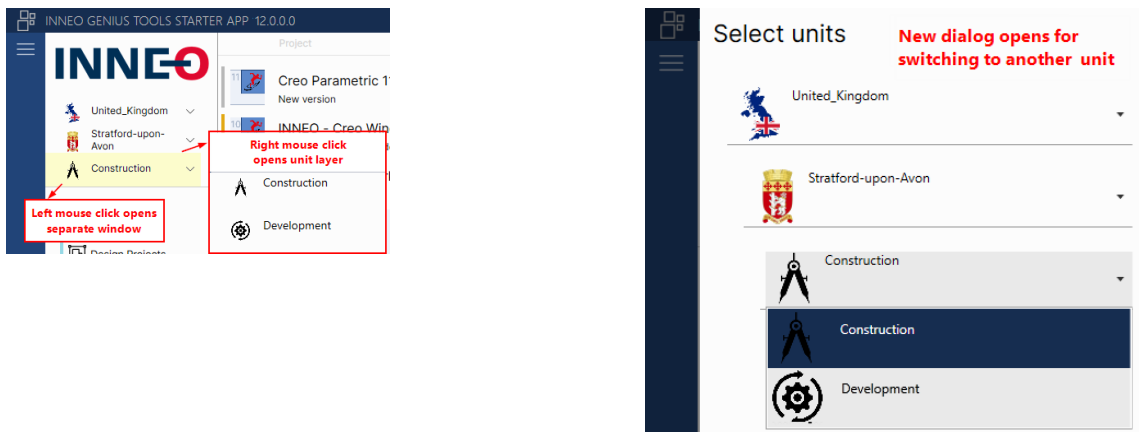 INNEO GENIUS TOOLS STARTER APP 12.0.0.0
INNEO
United_Kingdom
Stratford-upon-
Avon
Construction
Left mouse click opens
separate window
Design Projects
Project
11
Creo Parametric 1
New version
10
INNEO - Creo Win
Right mouse click
opens unit layer
Construction
Development
Select units
New dialog opens for
switching to another unit
United_Kingdom
Stratford-upon-Avon
Construction
Construction
Development